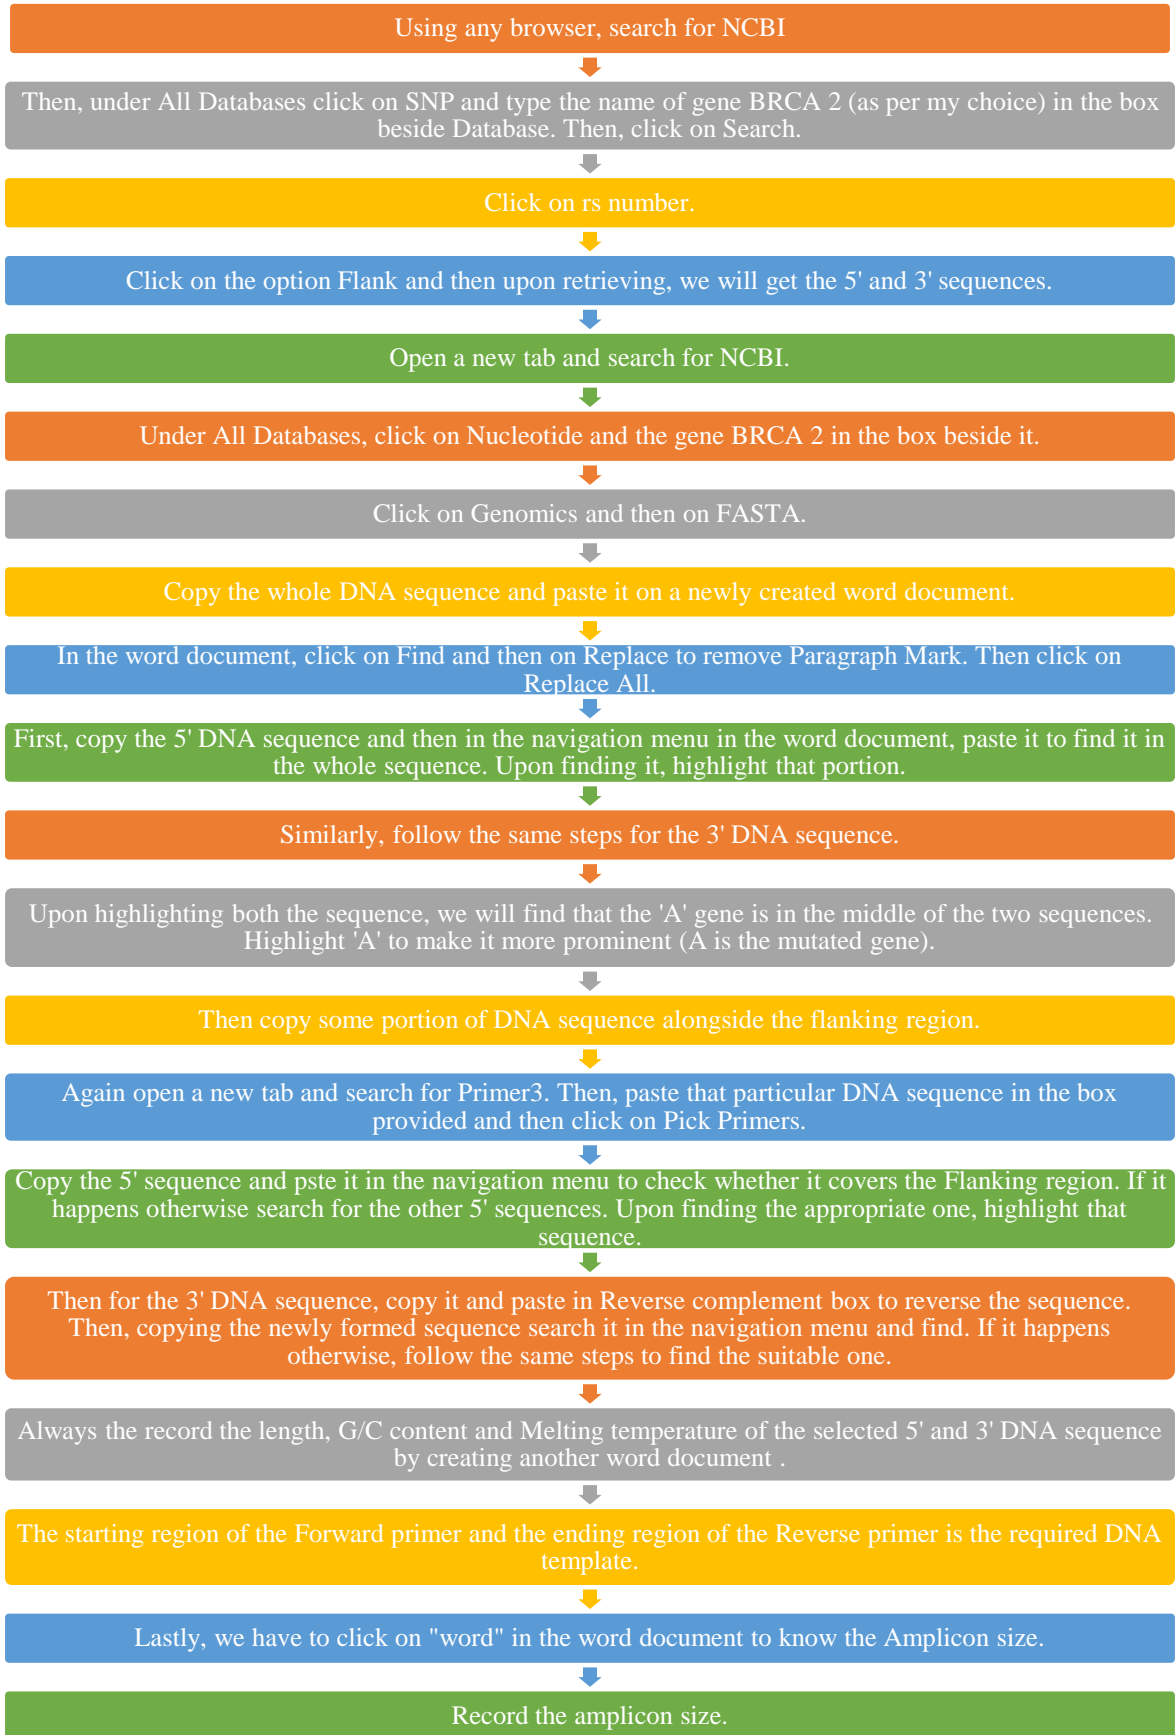 Using any browser, search for NCBI
Then, under All Databases click on SNP and type the name of gene BRCA 2 (as per my choice) in the box
beside Database. Then, click on Search.
Click on rs number.
Click on the option Flank and then upon retrieving, we will get the 5' and 3' sequences.
Open a new tab and search for NCBI.
Under All Databases, click on Nucleotide and the gene BRCA 2 in the box beside it.
Click on Genomics and then on FASTA.
Copy the whole DNA sequence and paste it on a newly created word document.
In the word document, click on Find and then on Replace to remove Paragraph Mark. Then click on
Replace All.
First, copy the 5' DNA sequence and then in the navigation menu in the word document, paste it to find it in
the whole sequence. Upon finding it, highlight that portion.
Similarly, follow the same steps for the 3' DNA sequence.
Upon highlighting both the sequence, we will find that the 'A' gene is in the middle of the two sequences.
Highlight 'A' to make it more prominent (A is the mutated gene).
Then copy some portion of DNA sequence alongside the flanking region.
Again open a new tab and search for Primer3. Then, paste that particular DNA sequence in the box
provided and then click on Pick Primers.
Copy the 5' sequence and pste it in the navigation menu to check whether it covers the Flanking region. If it
happens otherwise search for the other 5' sequences. Upon finding the appropriate one, highlight that
sequence.
Then for the 3' DNA sequence, copy it and paste in Reverse complement box to reverse the sequence.
Then, copying the newly formed sequence search it in the navigation menu and find. If it happens
otherwise, follow the same steps to find the suitable one.
Always the record the length, G/C content and Melting temperature of the selected 5' and 3' DNA sequence
by creating another word document .
The starting region of the Forward primer and the ending region of the Reverse primer is the required DNA
template.
Lastly, we have to click on "word" in the word document to know the Amplicon size.
Record the amplicon size.